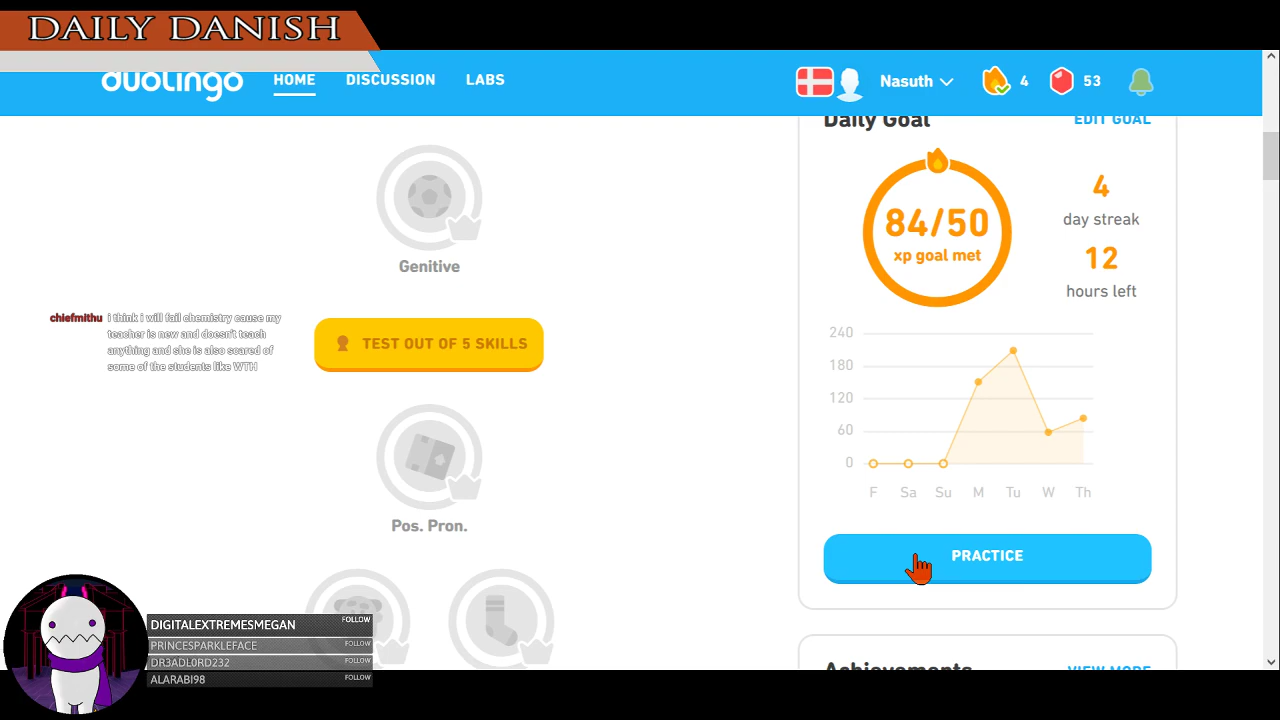 DAILY DANISH
duolingo
HOME
DISCUSSION
LABS
Nasuth
4
53
Daily Goal
EDIT GOAL
84/50
xp goal met
4
day streak
12
hours left
Genitive
chiefmithu i think i will fail chemistry cause my
teacher is new and doesn't teach
anything and she is also scared of
some of the students like WTH
TEST OUT OF 5 SKILLS
240
180
120
60
0
F Sa Su M Tu W Th
Pos. Pron.
PRACTICE
DIGITALEXTREMESMEGAN FOLLOW
PRINCESPARKLEFACE FOLLOW
DR3ADL0RD232 FOLLOW
ALARABI98 FOLLOW
Achievements
VIEW MORE